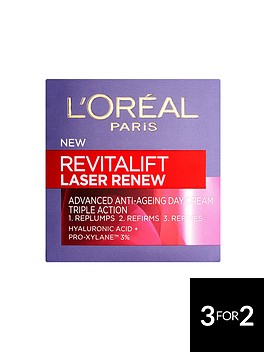 L'ORÉAL
PARIS
NEW
REVITALIFT
LASER RENEW
ADVANCED ANTI-AGEING DAY CREAM
TRIPLE ACTION
1. REPLUMPS 2. REFIRMS 3. REFINES
HYALURONIC ACID +
PRO-XYLANE™ 3%
3 FOR 2